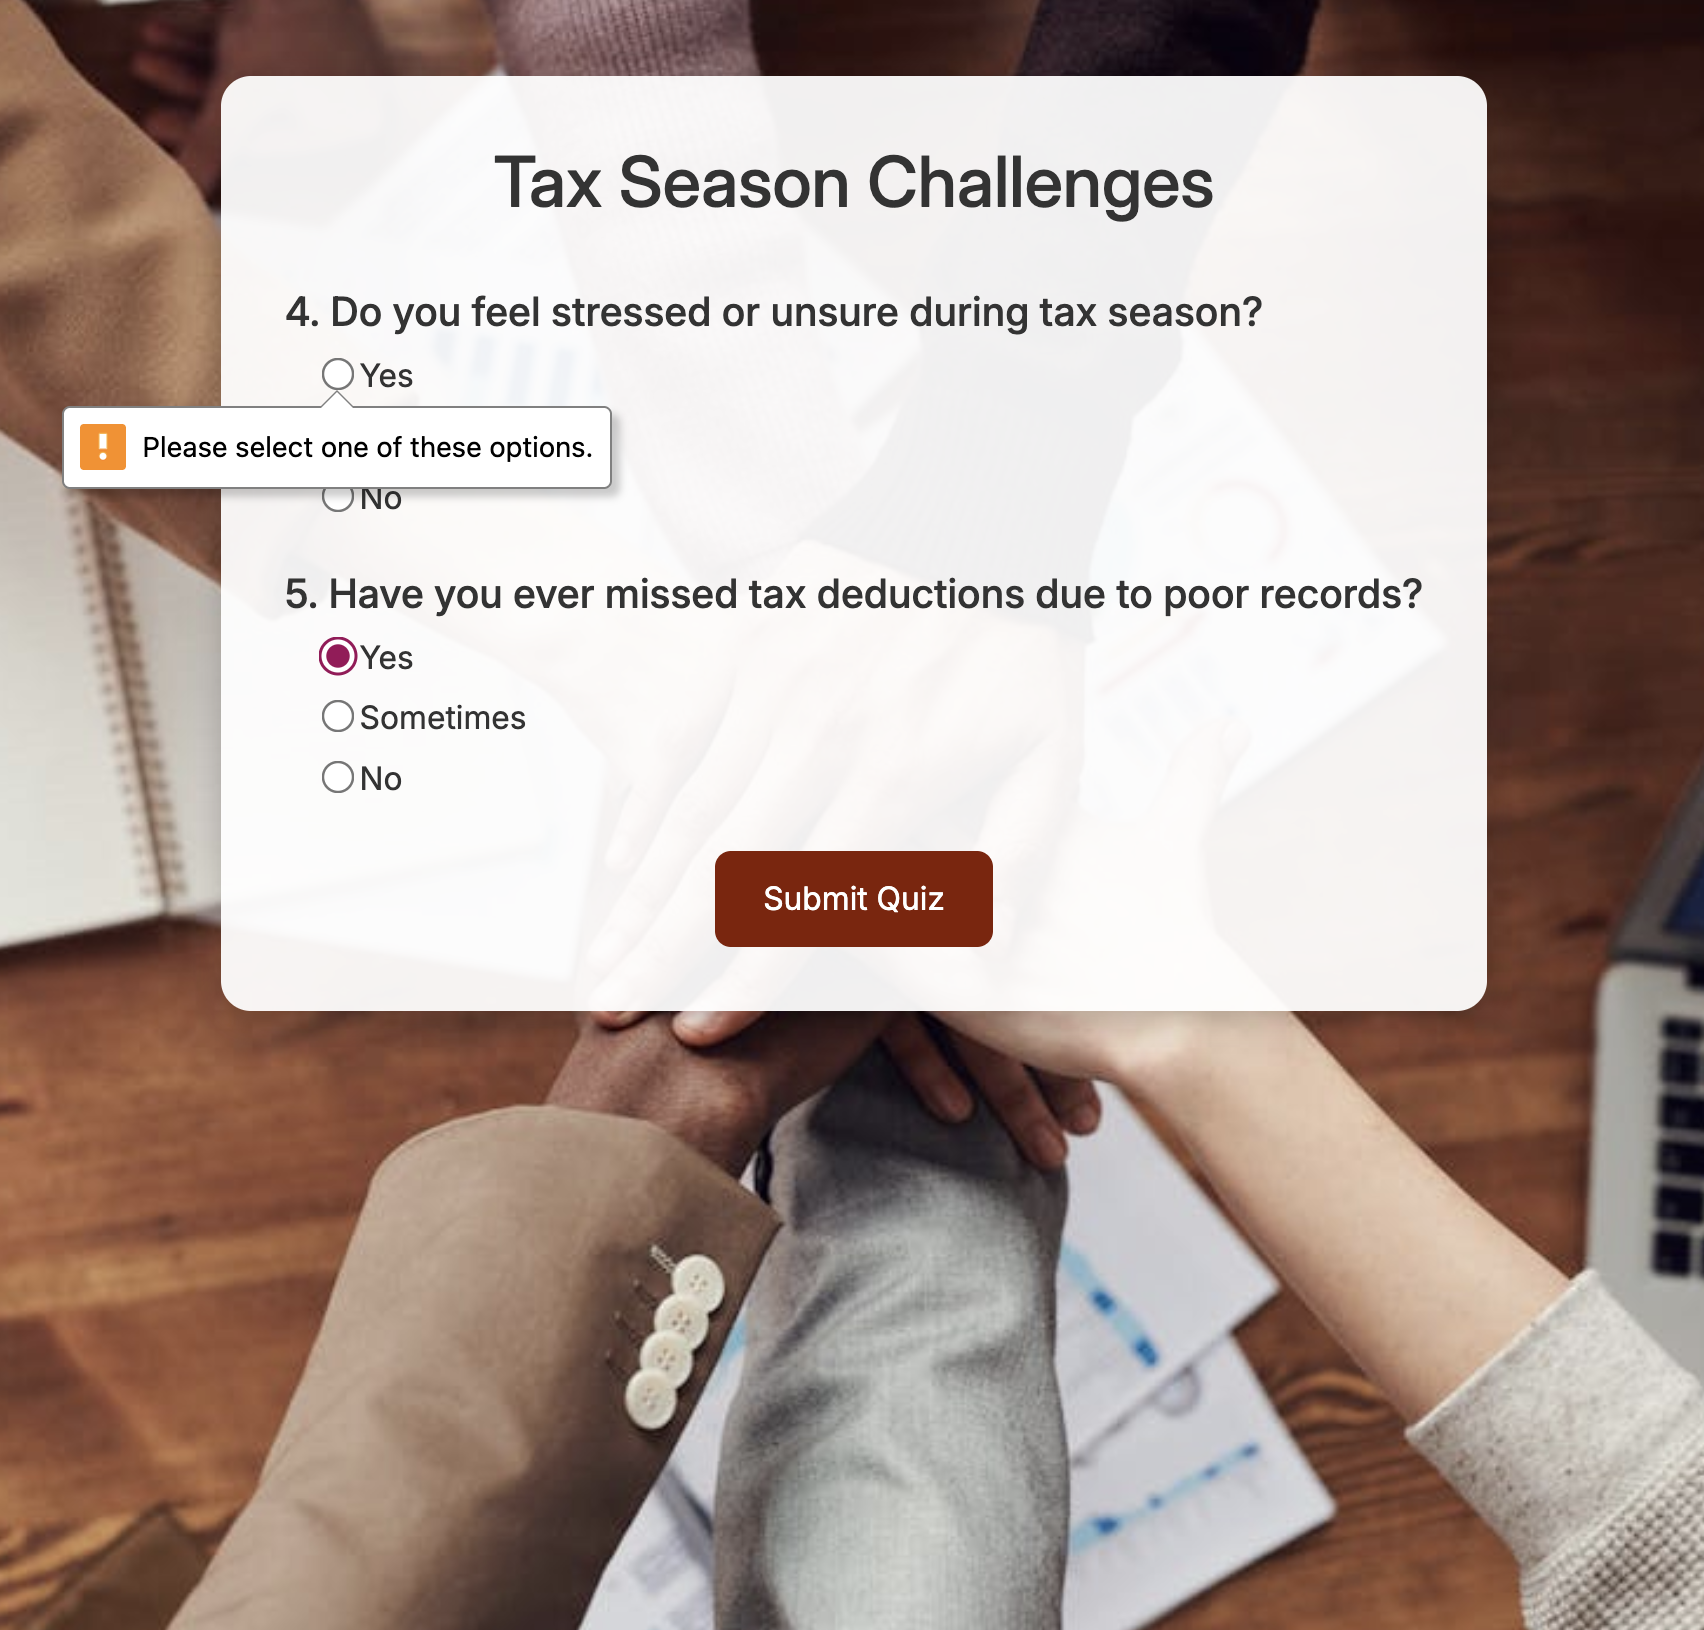 Tax Season Challenges
4. Do you feel stressed or unsure during tax season?
Yes
Please select one of these options.
No
5. Have you ever missed tax deductions due to poor records?
Yes
Sometimes
No
Submit Quiz